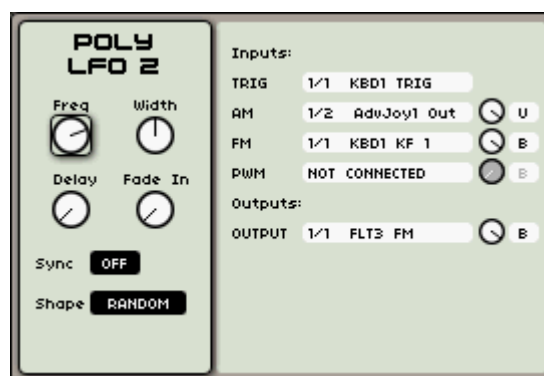 POLY
LFO 2
Freq Width
Delay Fade In
Sync OFF
Shape RANDOM
Inputs:
TRIG 1/1 KBD1 TRIG
AM 1/2 AdvJoy1 Out U
FM 1/1 KBD1 KF 1 B
PWM NOT CONNECTED B
Outputs:
OUTPUT 1/1 FLT3 FM B